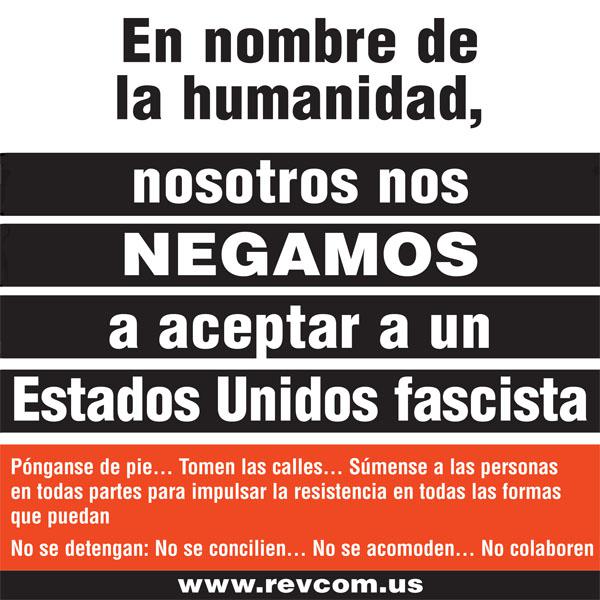 En nombre de
la humanidad,
nosotros nos
NEGAMOS
a aceptar a un
Estados Unidos fascista
Pónganse de pie... Tomen las calles... Súmense a las personas
en todas partes para impulsar la resistencia en todas las formas
que puedan
No se detengan: No se concilien... No se acomoden... No colaboren
www.revcom.us